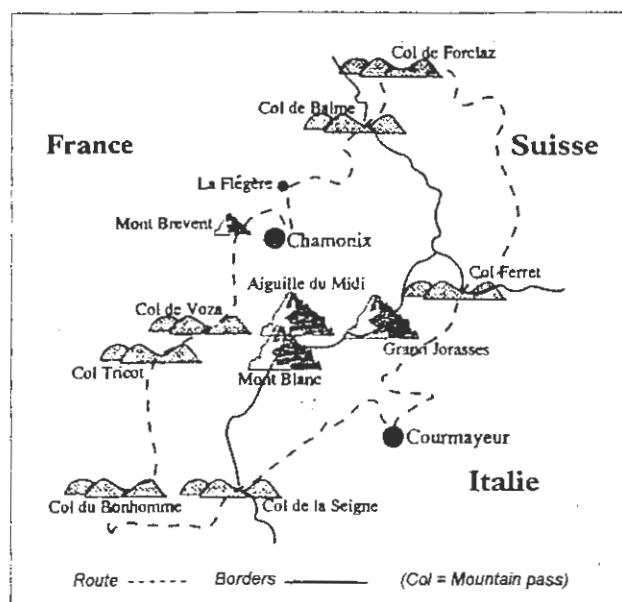 Col de Forclaz
Col de Balme
France
Suisse
La Flégère
Mont Brevent
Chamonix
Aiguille du Midi
Col Ferret
Col de Voza
Grand Jorasses
Col Tricot
Mont Blanc
Courmayeur
Italie
Col du Bonhomme
Col de la Seigne
Route
Borders
(Col = Mountain pass)